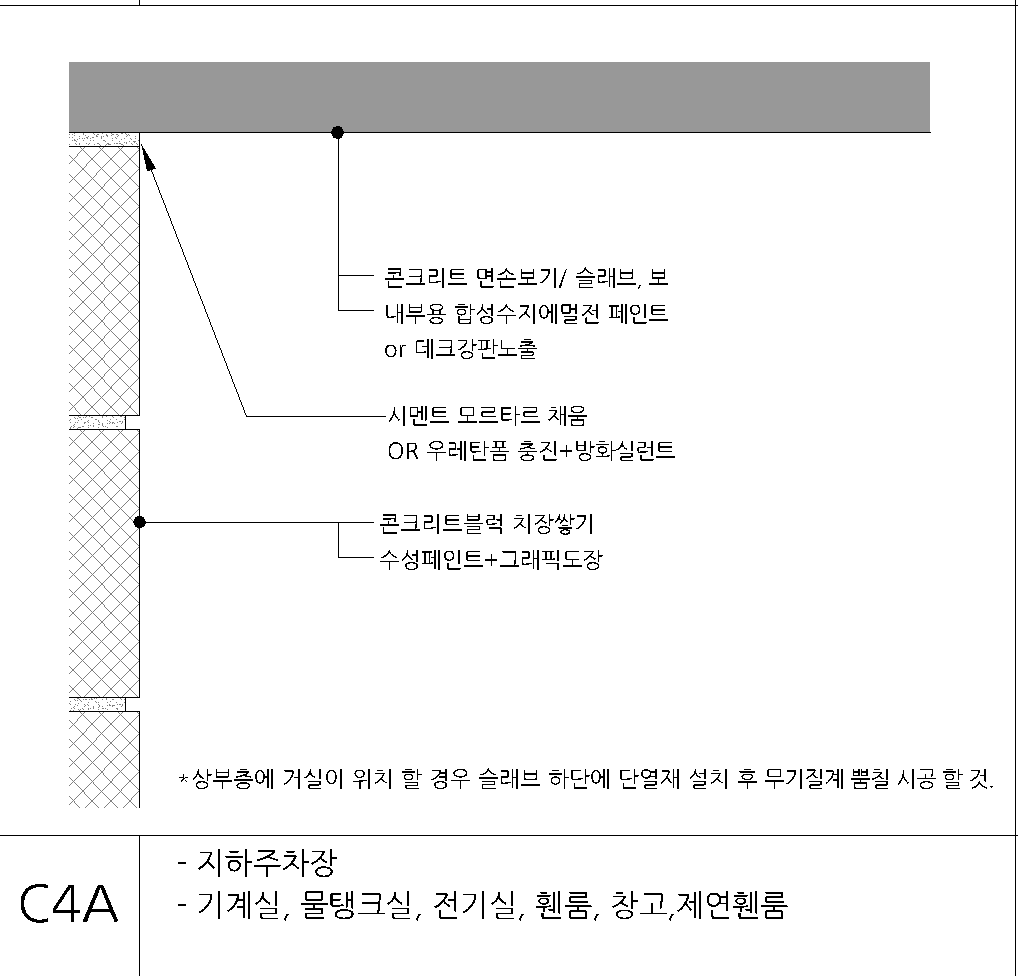 콘크리트 면손보기/ 슬래브, 보
내부용 합성수지에멀전 페인트
or 데크강판노출
시멘트 모르타르 채움
OR 우레탄폼 충진+방화실런트
콘크리트블럭 치장쌓기
수성페인트+그래픽도장
*상부층에 거실이 위치 할 경우 슬래브 하단에 단열재 설치 후 무기질계 뿜칠 시공 할 것.
C4A
- 지하주차장
- 기계실, 물탱크실, 전기실, 휀룸, 창고,제연휀룸